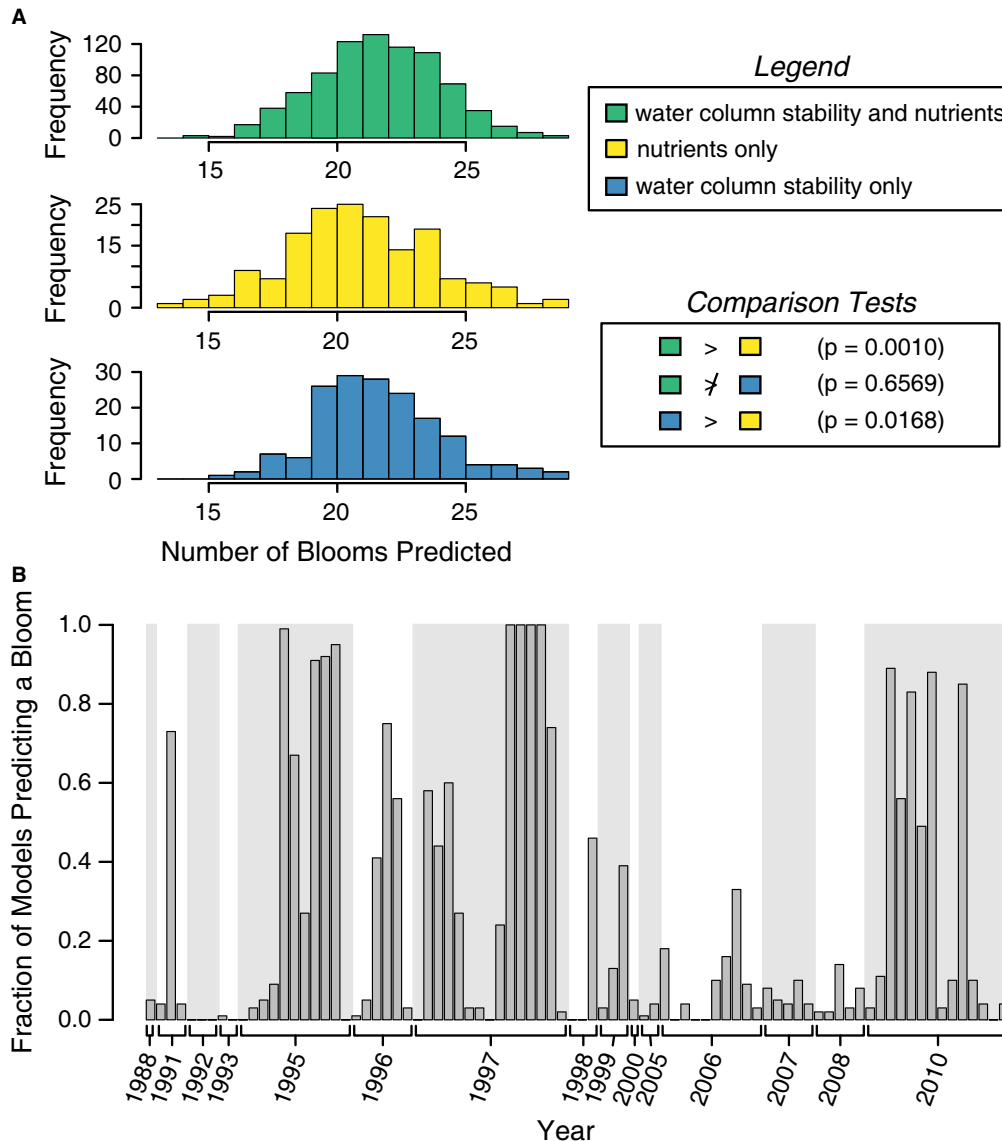 A
Frequency
120
80
40
0
15 20 25
Frequency
25
15
0
15 20 25
Frequency
30
20
10
0
15 20 25
Number of Blooms Predicted
Legend
water column stability and nutrients
nutrients only
water column stability only
Comparison Tests
> (p = 0.0010)
≯ (p = 0.6569)
> (p = 0.0168)
B
Fraction of Models Predicting a Bloom
1.0
0.8
0.6
0.4
0.2
0.0
1988 1991 1992 1993 1995 1996 1997 1998 1999 2000 2005 2006 2007 2008 2010
Year